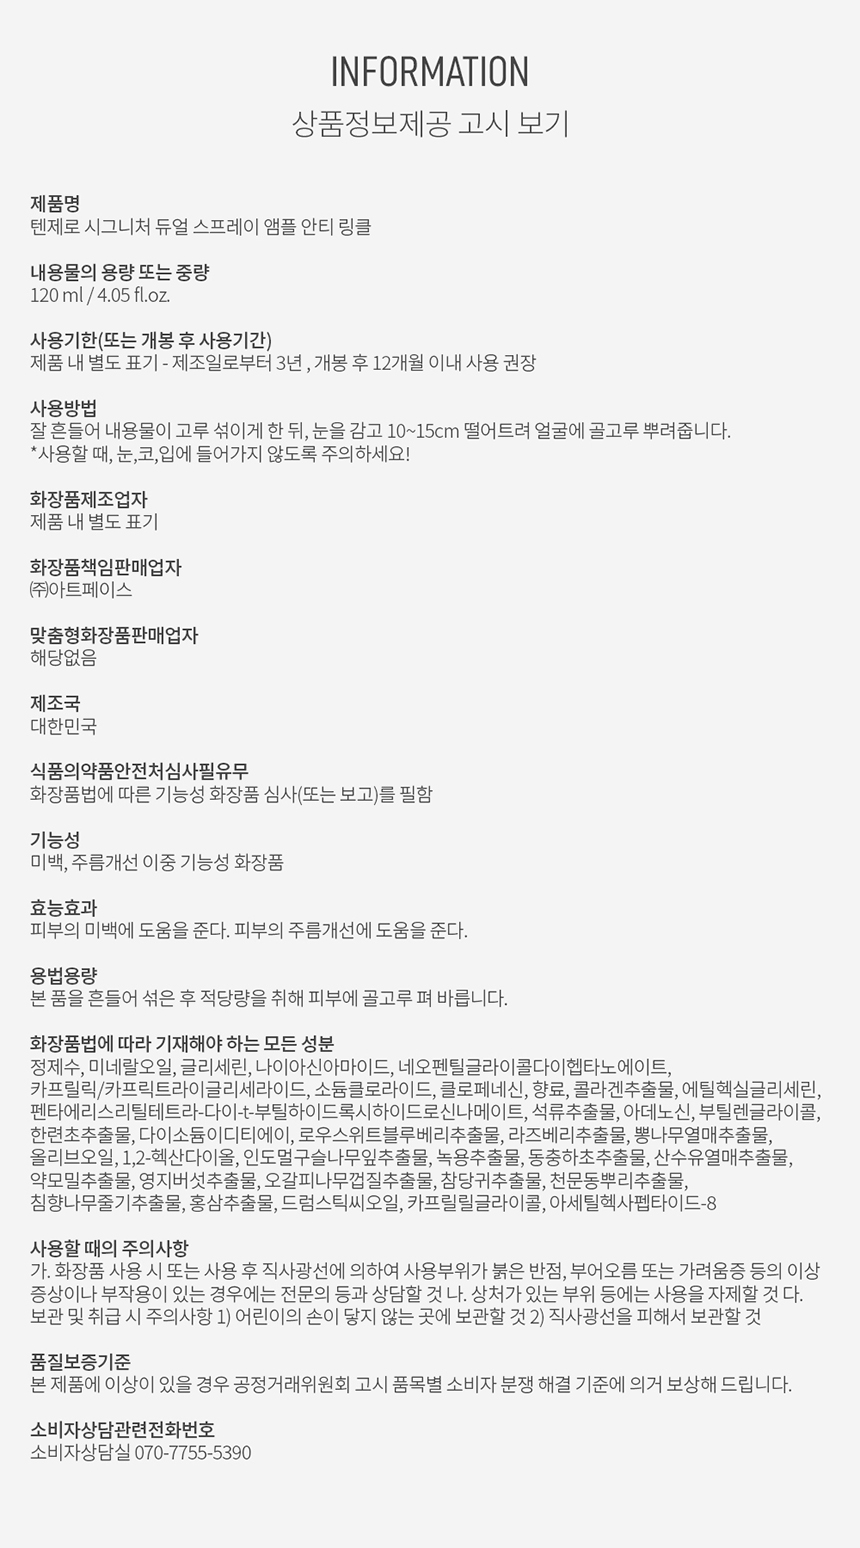 INFORMATION
상품정보제공 고시 보기
제품명
텐제로 시그니처 듀얼 스프레이 앰플 안티 링클
내용물의 용량 또는 중량
120 ml / 4.05 fl.oz.
사용기한(또는 개봉 후 사용기간)
제품 내 별도 표기 - 제조일로부터 3년 , 개봉 후 12개월 이내 사용 권장
사용방법
잘 흔들어 내용물이 고루 섞이게 한 뒤, 눈을 감고 10~15cm 떨어트려 얼굴에 골고루 뿌려줍니다.
*사용할 때, 눈,코,입에 들어가지 않도록 주의하세요!
화장품제조업자
제품 내 별도 표기
화장품책임판매업자
㈜아트페이스
맞춤형화장품판매업자
해당없음
제조국
대한민국
식품의약품안전처심사필유무
화장품법에 따른 기능성 화장품 심사(또는 보고)를 필함
기능성
미백, 주름개선 이중 기능성 화장품
효능효과
피부의 미백에 도움을 준다. 피부의 주름개선에 도움을 준다.
용법용량
본 품을 흔들어 섞은 후 적당량을 취해 피부에 골고루 펴 바릅니다.
화장품법에 따라 기재해야 하는 모든 성분
정제수, 미네랄오일, 글리세린, 나이아신아마이드, 네오펜틸글라이콜다이헵타노에이트,
카프릴릭/카프릭트라이글리세라이드, 소듐클로라이드, 클로페네신, 향료, 콜라겐추출물, 에틸헥실글리세린,
펜타에리스리틸테트라-다이-t-부틸하이드록시하이드로신나메이트, 석류추출물, 아데노신, 부틸렌글라이콜,
한련초추출물, 다이소듐이디티에이, 로우스위트블루베리추출물, 라즈베리추출물, 뽕나무열매추출물,
올리브오일, 1,2-헥산다이올, 인도멀구슬나무잎추출물, 녹용추출물, 동충하초추출물, 산수유열매추출물,
약모밀추출물, 영지버섯추출물, 오갈피나무껍질추출물, 참당귀추출물, 천문동뿌리추출물,
침향나무줄기추출물, 홍삼추출물, 드럼스틱씨오일, 카프릴릴글라이콜, 아세틸헥사펩타이드-8
사용할 때의 주의사항
가. 화장품 사용 시 또는 사용 후 직사광선에 의하여 사용부위가 붉은 반점, 부어오름 또는 가려움증 등의 이상
증상이나 부작용이 있는 경우에는 전문의 등과 상담할 것 나. 상처가 있는 부위 등에는 사용을 자제할 것 다.
보관 및 취급 시 주의사항 1) 어린이의 손이 닿지 않는 곳에 보관할 것 2) 직사광선을 피해서 보관할 것
품질보증기준
본 제품에 이상이 있을 경우 공정거래위원회 고시 품목별 소비자 분쟁 해결 기준에 의거 보상해 드립니다.
소비자상담관련전화번호
소비자상담실 070-7755-5390